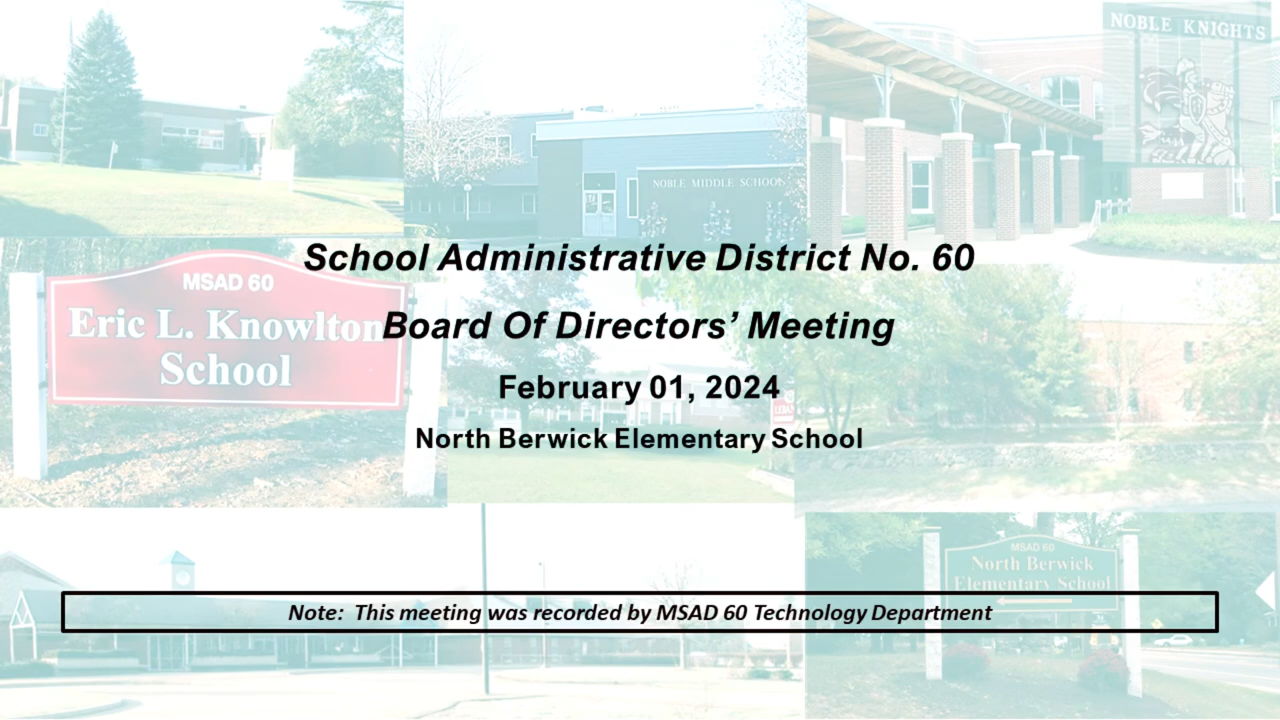 NOBLE KNIGHTS
NOBLE MIDDLE SCHOOL
School Administrative District No. 60
MSAD 60
Eric L. Knowlton
School
Board Of Directors’ Meeting
February 01, 2024
North Berwick Elementary School
MSAD 60
North Berwick
Elementary School
Note:  This meeting was recorded by MSAD 60 Technology Department